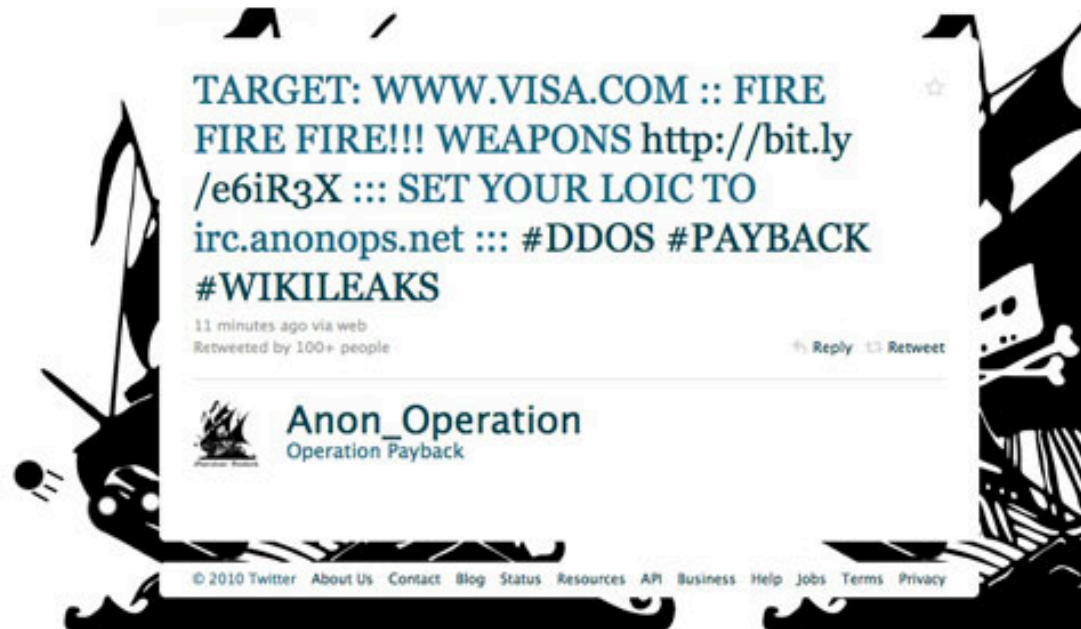 TARGET: WWW.VISA.COM :: FIRE
FIRE FIRE!!! WEAPONS http://bit.ly
/e6iR3X ::: SET YOUR LOIC TO
irc.anonops.net ::: #DDOS #PAYBACK
#WIKILEAKS
11 minutes ago via web
Retweeted by 100+ people
Reply Retweet
Anon_Operation
Operation Payback
© 2010 Twitter About Us Contact Blog Status Resources API Business Help Jobs Terms Privacy